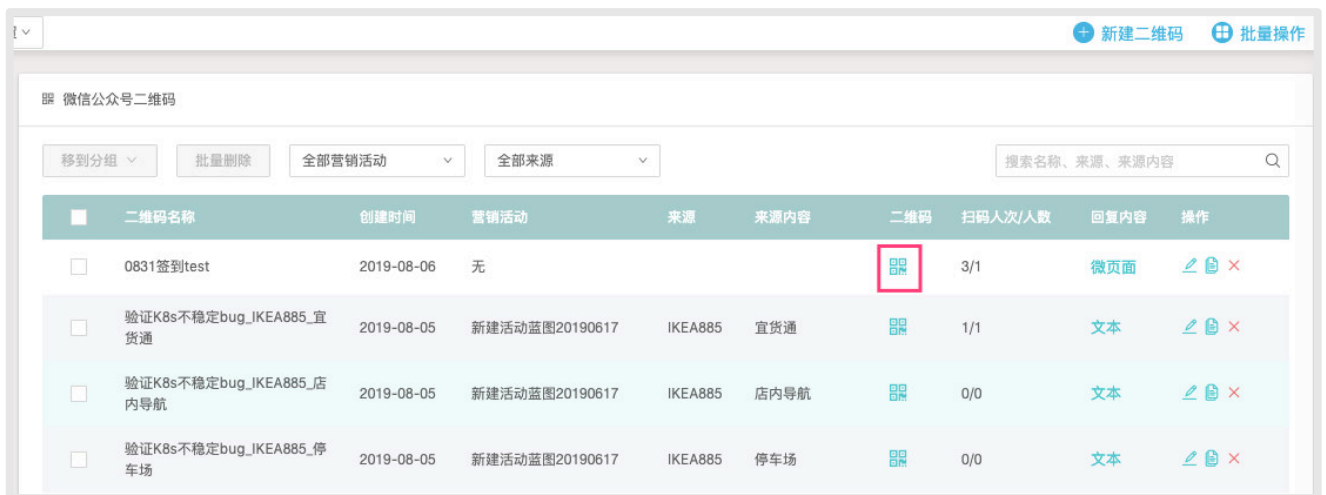 新建二维码 批量操作
微信公众号二维码
移到分组 批量删除 全部营销活动 全部来源 搜索名称、来源、来源内容
二维码名称 创建时间 营销活动 来源 来源内容 二维码 扫码人次/人数 回复内容 操作
0831签到test 2019-08-06 无 3/1 微页面
验证K8s不稳定bug_IKEA885_宜
货通 2019-08-05 新建活动蓝图20190617 IKEA885 宜货通 1/1 文本
验证K8s不稳定bug_IKEA885_店
内导航 2019-08-05 新建活动蓝图20190617 IKEA885 店内导航 0/0 文本
验证K8s不稳定bug_IKEA885_停
车场 2019-08-05 新建活动蓝图20190617 IKEA885 停车场 0/0 文本